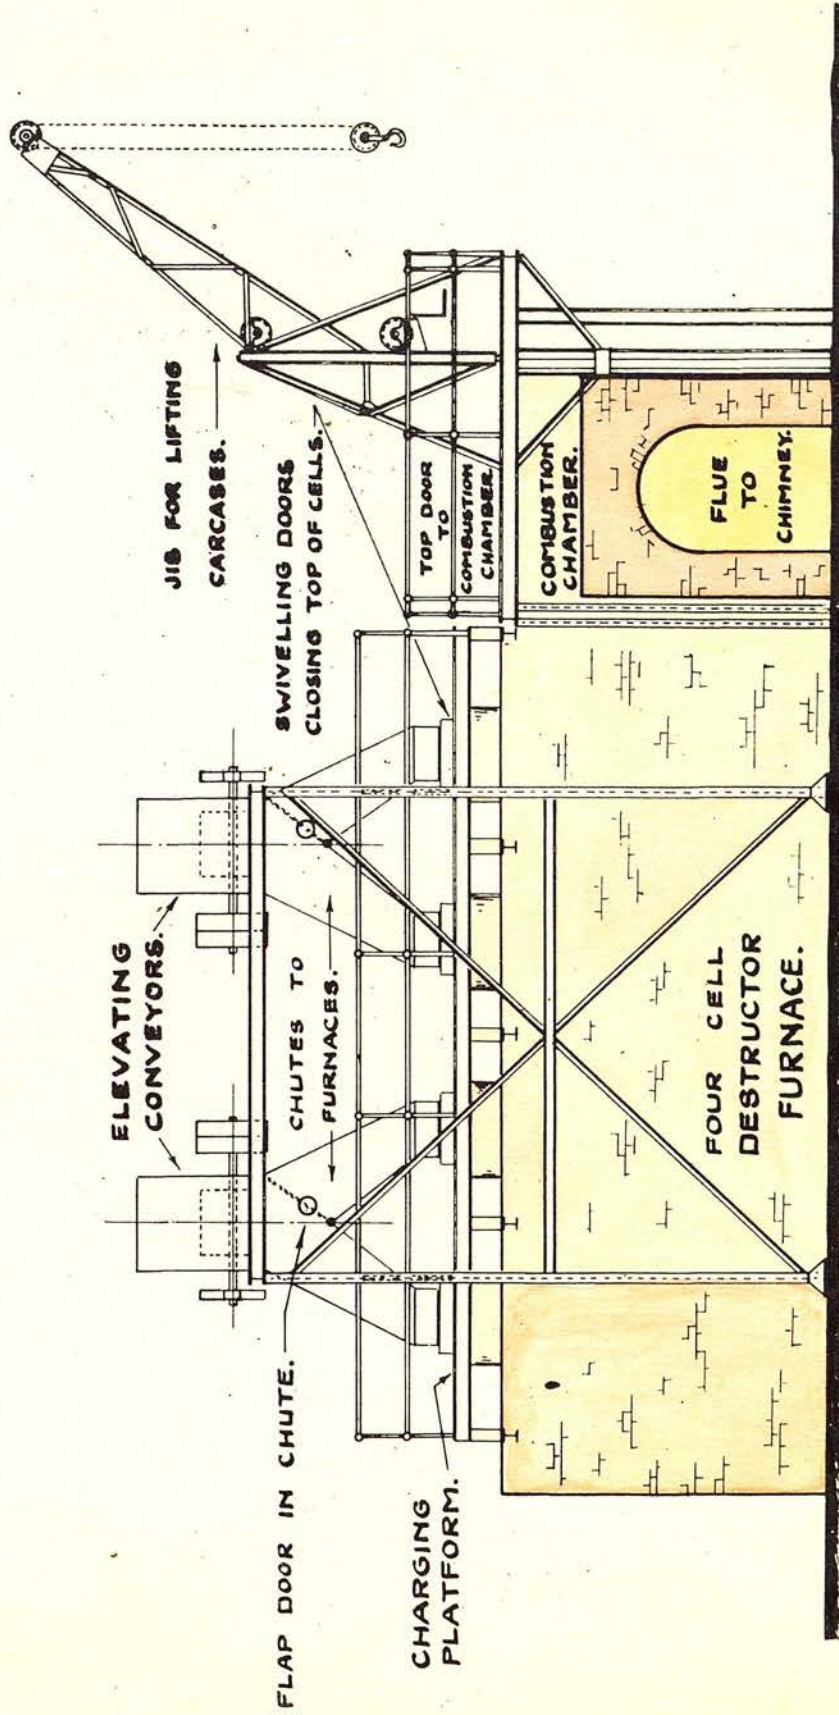 JIB FOR LIFTING
CARCASES.
ELEVATING
CONVEYORS.
SWIVELLING DOORS
CLOSING TOP OF CELLS.
FLAP DOOR IN CHUTE.
CHUTES TO
FURNACES.
CHARGING
PLATFORM.
TOP DOOR
TO
COMBUSTION
CHAMBER.
COMBUSTION
CHAMBER.
FLUE
TO
CHIMNEY.
FOUR CELL
DESTRUCTOR
FURNACE.